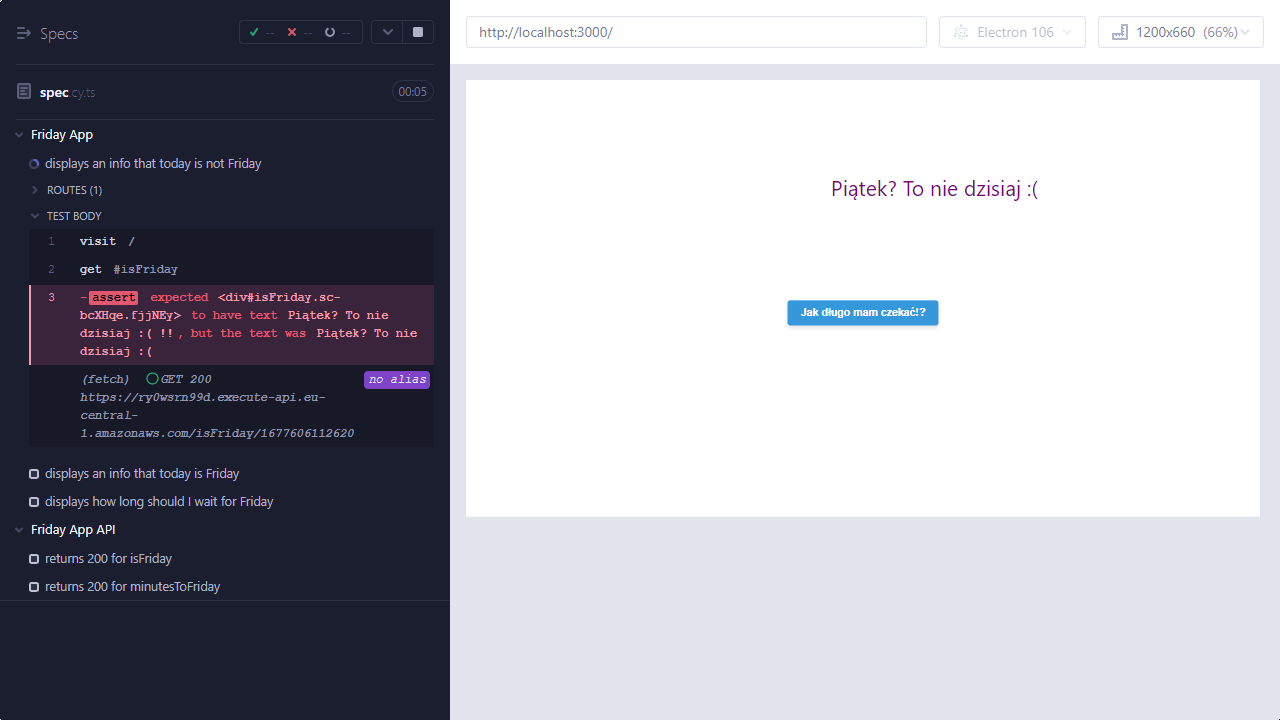 Specs
--
--
--
spec.cy.ts
00:05
Friday App
displays an info that today is not Friday
ROUTES (1)
TEST BODY
1 visit /
2 get #isFriday
3 -assert expected <div#isFriday.sc-
bcXHqe.fjjNEy> to have text Piątek? To nie
dzisiaj :( !!, but the text was Piątek? To nie
dzisiaj :(
(fetch) GET 200 no alias
https://ry0wsrn99d.execute-api.eu-
central-
1.amazonaws.com/isFriday/1677606112620
displays an info that today is Friday
displays how long should I wait for Friday
Friday App API
returns 200 for isFriday
returns 200 for minutesToFriday
http://localhost:3000/
Electron 106
1200x660 (66%)
Piątek? To nie dzisiaj :(
Jak długo mam czekać!?